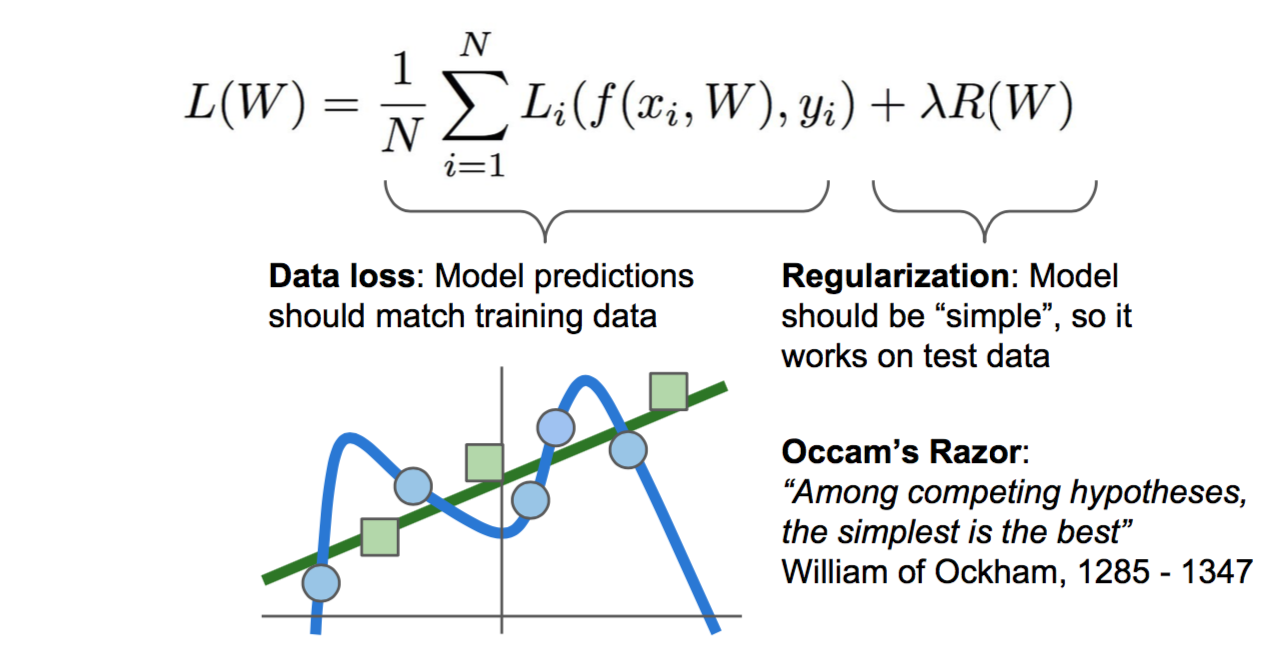 L(W) = \frac{1}{N} \sum_{i=1}^{N} L_i(f(x_i, W), y_i) + λR(W)
Data loss: Model predictions
should match training data
Regularization: Model
should be “simple”, so it
works on test data
Occam’s Razor:
“Among competing hypotheses,
the simplest is the best”
William of Ockham, 1285 - 1347